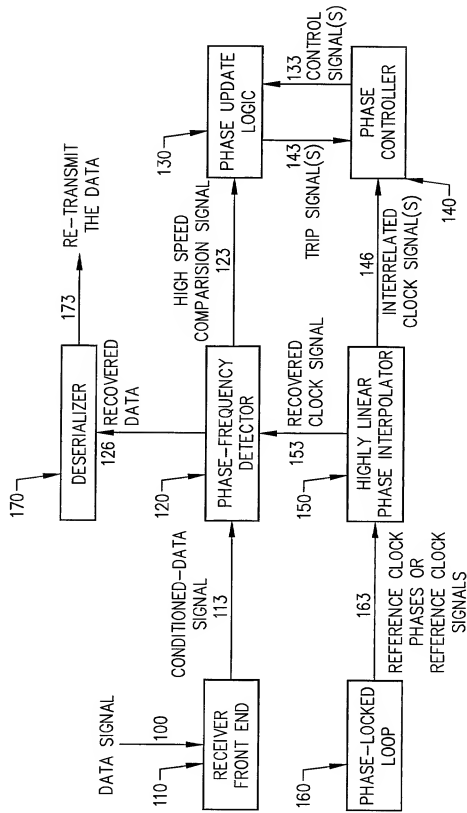 DATA SIGNAL
100
110
RECEIVER
FRONT END
CONDITIONED-DATA
SIGNAL
113
120
PHASE-FREQUENCY
DETECTOR
126
RECOVERED
DATA
170
DESERIALIZER
173
RE-TRANSMIT
THE DATA
HIGH SPEED
COMPARISION SIGNAL
123
130
PHASE UPDATE
LOGIC
133
CONTROL
SIGNAL(S)
143
TRIP SIGNAL(S)
PHASE
CONTROLLER
140
153
RECOVERED
CLOCK SIGNAL
150
HIGHLY LINEAR
PHASE INTERPOLATOR
146
INTERRELATED
CLOCK SIGNAL(S)
160
PHASE-LOCKED
LOOP
163
REFERENCE CLOCK
PHASES OR
REFERENCE CLOCK
SIGNALS